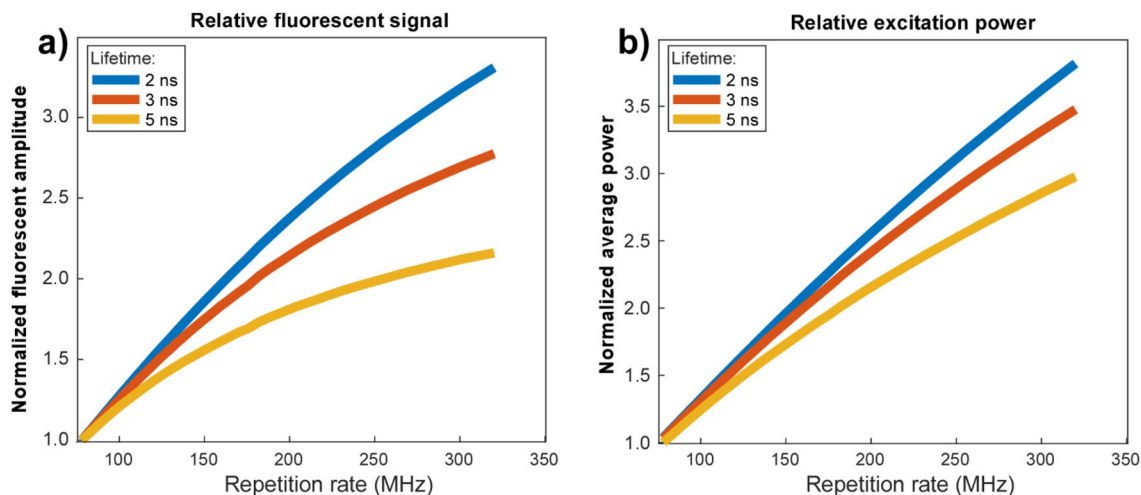 Relative fluorescent signal
a)
Lifetime:
2 ns
3 ns
5 ns
Normalized fluorescent amplitude
3.0
2.5
2.0
1.5
1.0
100 150 200 250 300 350
Repetition rate (MHz)
Relative excitation power
b)
Lifetime:
2 ns
3 ns
5 ns
Normalized average power
3.5
3.0
2.5
2.0
1.5
1.0
100 150 200 250 300 350
Repetition rate (MHz)